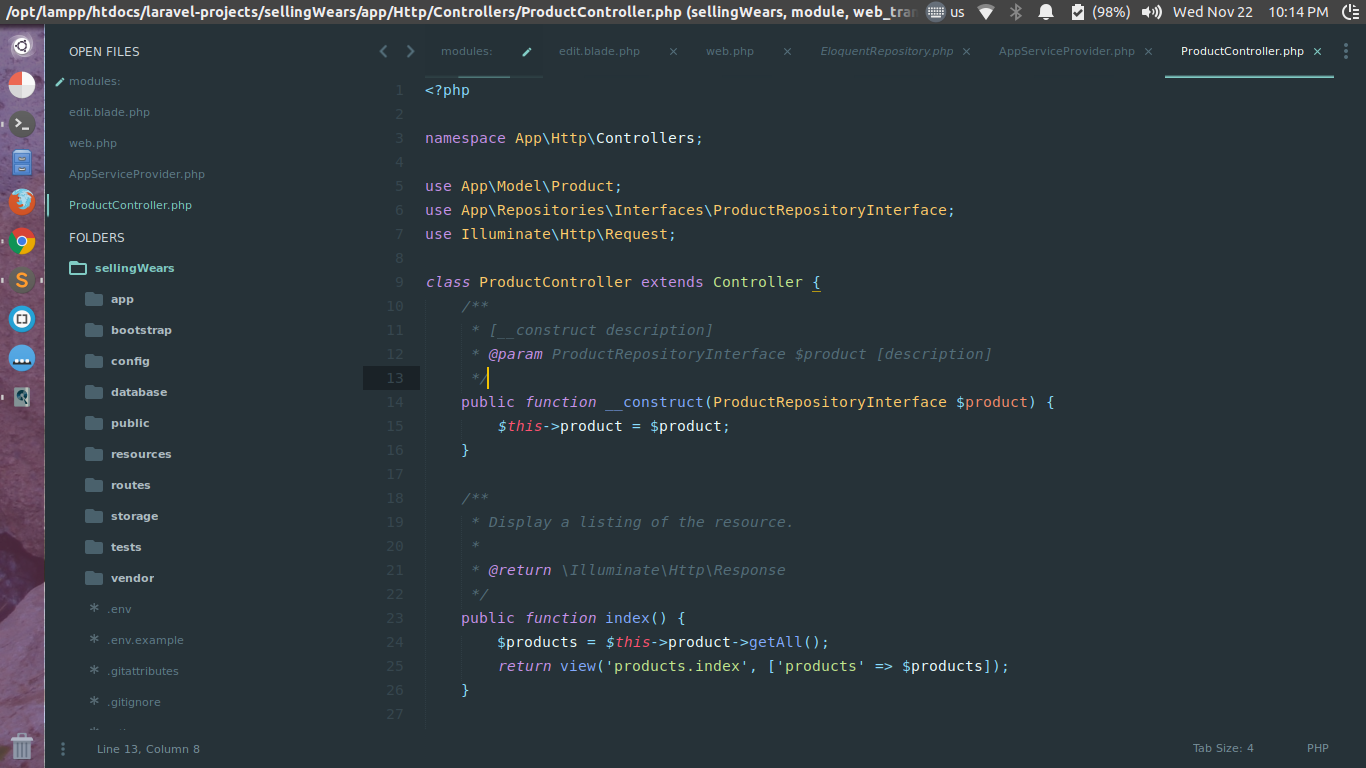 /opt/lampp/htdocs/laravel-projects/sellingWears/app/Http/Controllers/ProductController.php (sellingWears, module, web_tran
us
(98%)
Wed Nov 22
10:14 PM
OPEN FILES
modules:
edit.blade.php
web.php
AppServiceProvider.php
ProductController.php
FOLDERS
sellingWears
app
bootstrap
config
database
public
resources
routes
storage
tests
vendor
.env
.env.example
.gitattributes
.gitignore
modules:
edit.blade.php
web.php
EloquentRepository.php
AppServiceProvider.php
ProductController.php
1 <?php
2
3 namespace App\Http\Controllers;
4
5 use App\Model\Product;
6 use App\Repositories\Interfaces\ProductRepositoryInterface;
7 use Illuminate\Http\Request;
8
9 class ProductController extends Controller {
10 /**
11 * [__construct description]
12 * @param ProductRepositoryInterface $product [description]
13 */
14 public function __construct(ProductRepositoryInterface $product) {
15 $this->product = $product;
16 }
17
18 /**
19 * Display a listing of the resource.
20 *
21 * @return \Illuminate\Http\Response
22 */
23 public function index() {
24 $products = $this->product->getAll();
25 return view('products.index', ['products' => $products]);
26 }
27
Line 13, Column 8
Tab Size: 4
PHP